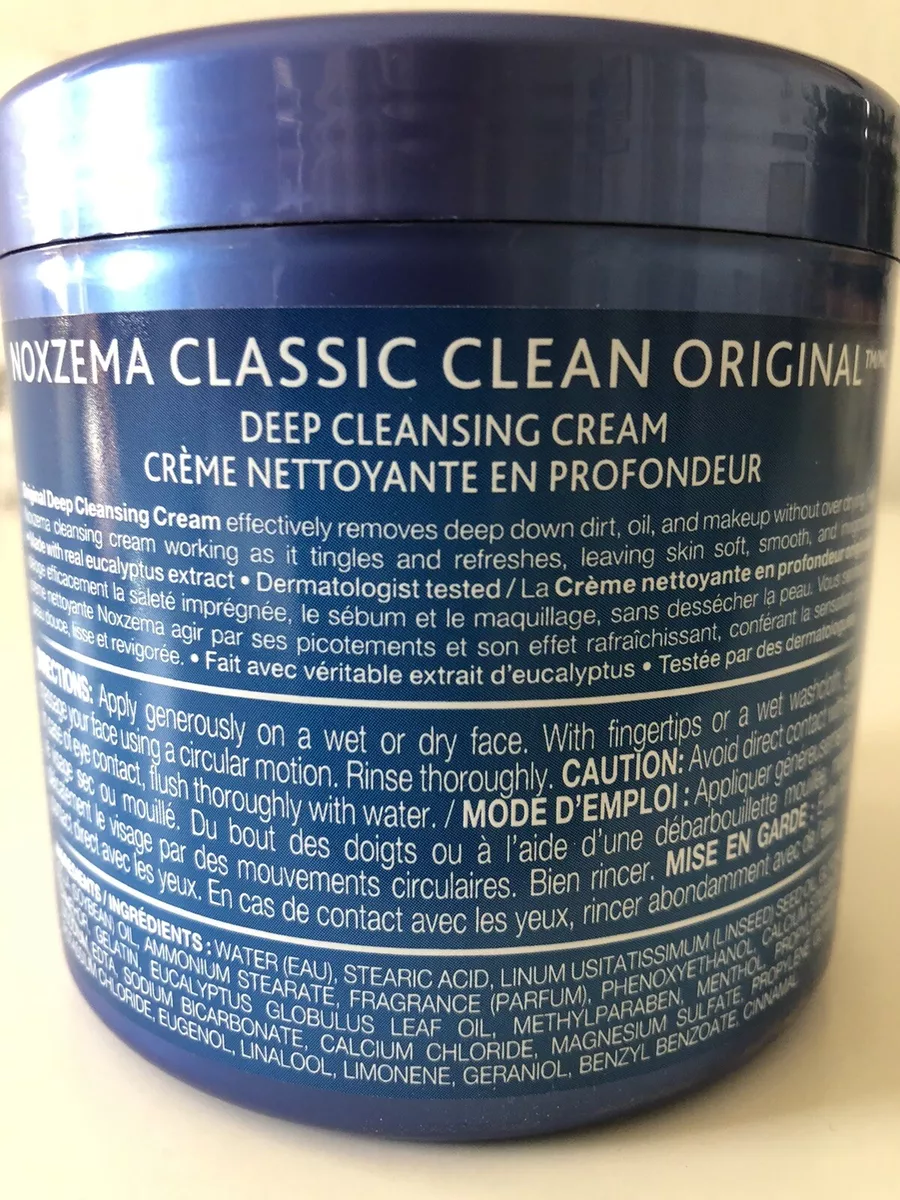 NOXZEMA CLASSIC CLEAN ORIGINAL
DEEP CLEANSING CREAM
CRÈME NETTOYANTE EN PROFONDEUR
Original Deep Cleansing Cream effectively removes deep down dirt, oil, and makeup without over drying.
Noxzema cleansing cream working as it tingles and refreshes, leaving skin soft, smooth, and
• Made with real eucalyptus extract • Dermatologist tested / La Crème nettoyante en profondeur
efficacement la saleté imprégnée, le sébum et le maquillage, sans dessécher la peau. Vous
crème nettoyante Noxzema agir par ses picotements et son effet rafraîchissant, conférant la sensation
peau douce, lisse et revigorée. • Fait avec véritable extrait d'eucalyptus • Testée par des
DIRECTIONS: Apply generously on a wet or dry face. With fingertips or a wet washcloth,
massage your face using a circular motion. Rinse thoroughly. CAUTION: Avoid direct contact
case of eye contact, flush thoroughly with water. / MODE D'EMPLOI : Appliquer généreusement
visage sec ou mouillé. Du bout des doigts ou à l'aide d'une débarbouillette mouillée,
le visage par des mouvements circulaires. Bien rincer. MISE EN GARDE :
direct avec les yeux. En cas de contact avec les yeux, rincer abondamment avec de
/ INGRÉDIENTS : WATER (EAU), STEARIC ACID, LINUM USITATISSIMUM (LINSEED) SEED OIL,
(SOYBEAN) OIL, AMMONIUM STEARATE, FRAGRANCE (PARFUM), PHENOXYETHANOL, CALCIUM
GELATIN, EUCALYPTUS GLOBULUS LEAF OIL, METHYLPARABEN, MENTHOL,
EDTA, SODIUM BICARBONATE, CALCIUM CHLORIDE, MAGNESIUM SULFATE, PROPYLENE
CHLORIDE, EUGENOL, LINALOOL, LIMONENE, GERANIOL, BENZYL BENZOATE,